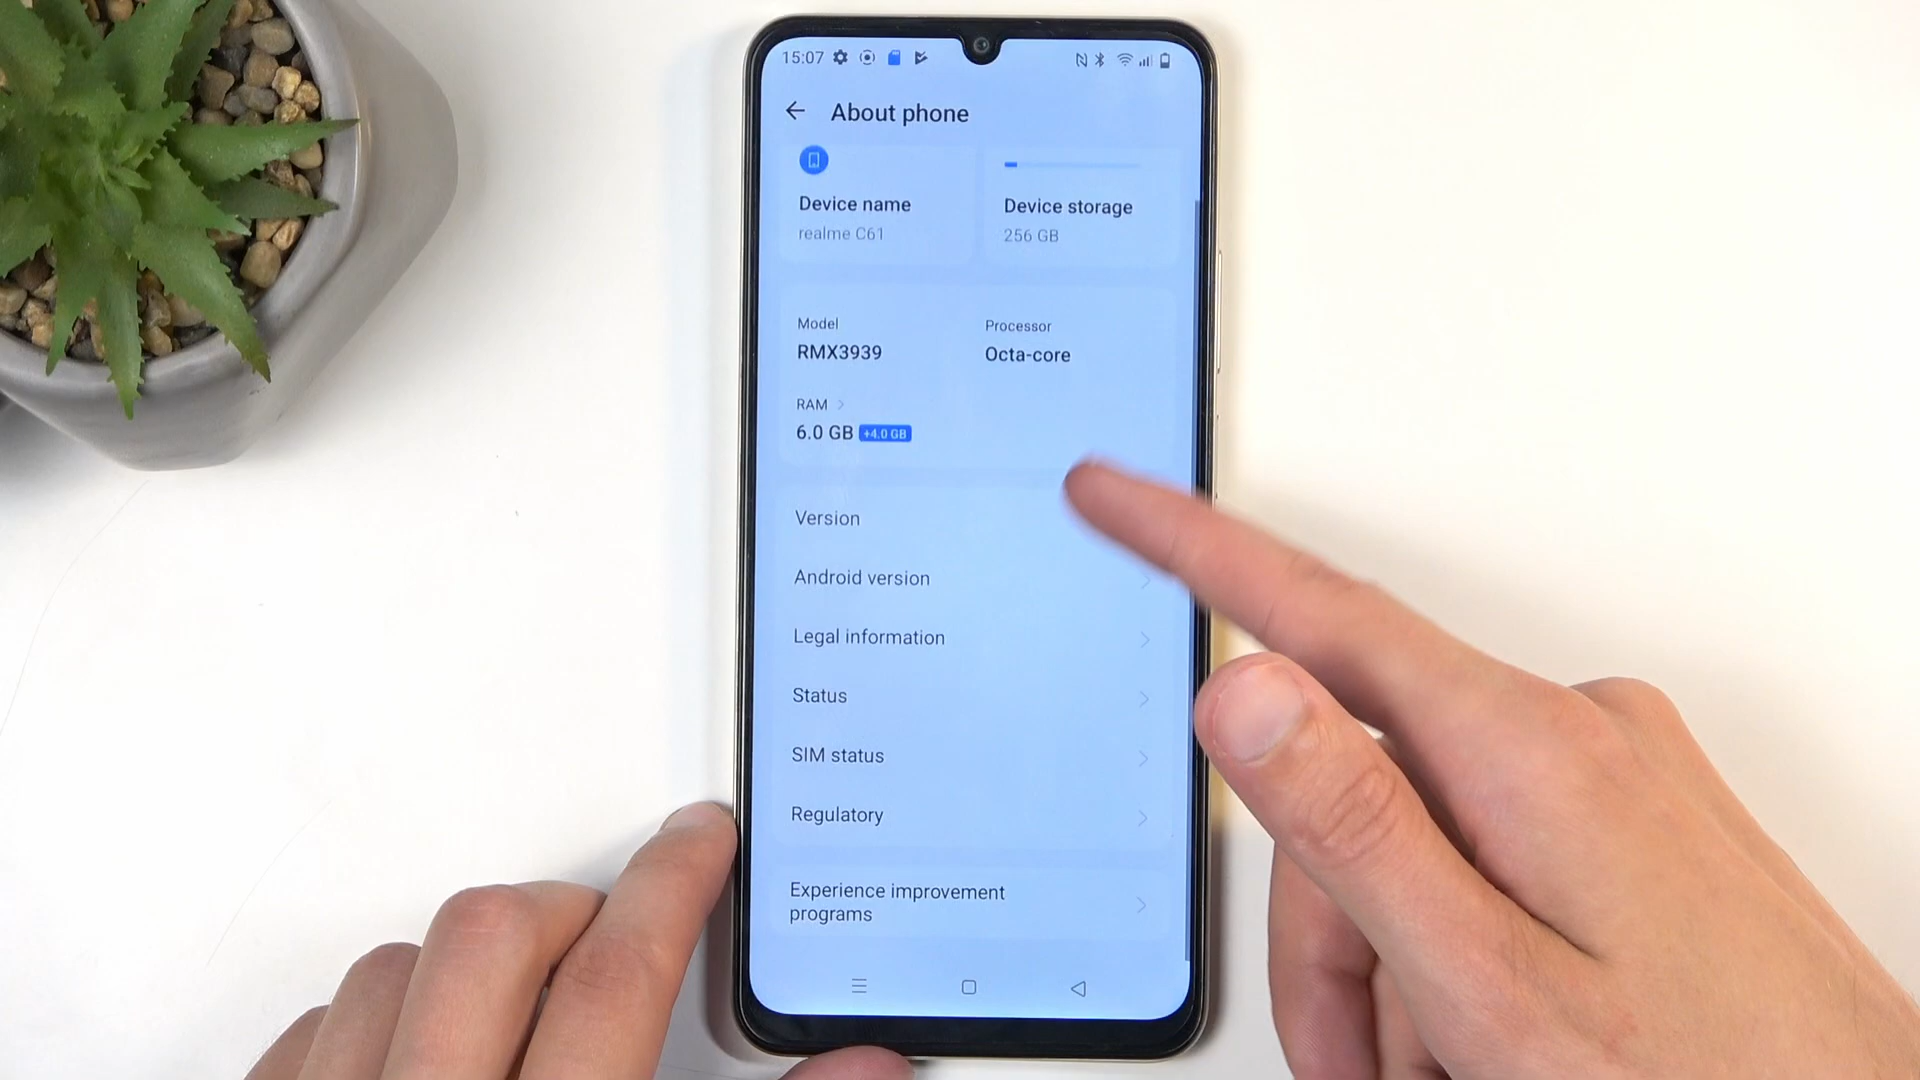 15:07
About phone
Device name
realme C61
Device storage
256 GB
Model
RMX3939
Processor
Octa-core
RAM
6.0 GB +4.0 GB
Version
Android version
Legal information
Status
SIM status
Regulatory
Experience improvement
programs